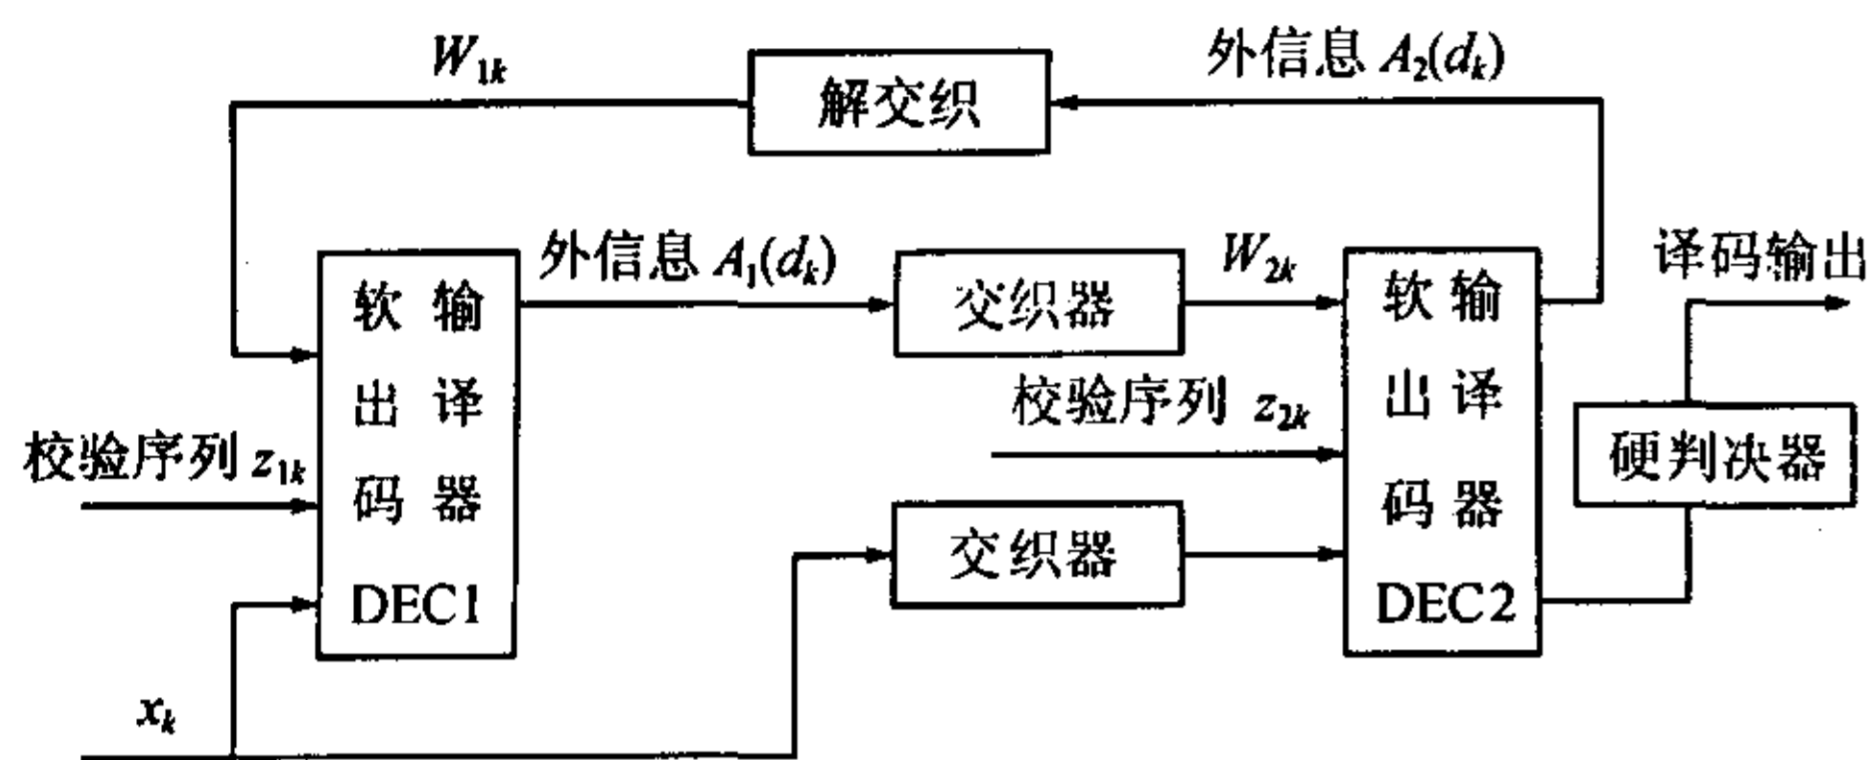 W₁ₖ
解交织
外信息 A₂(dₖ)
外信息 A₁(dₖ)
交织器
W₂ₖ
译码输出
软 输
出 译
码 器
DEC1
校验序列 z₁ₖ
校验序列 z₂ₖ
软 输
出 译
码 器
DEC2
硬判决器
交织器
xₖ